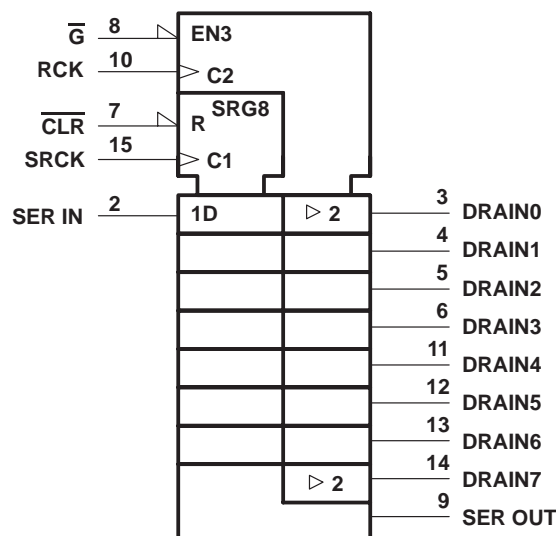 G 8 EN3
RCK 10 C2
CLR 7 R SRG8
SRCK 15 C1
SER IN 2 1D 2 3 DRAIN0
4 DRAIN1
5 DRAIN2
6 DRAIN3
11 DRAIN4
12 DRAIN5
13 DRAIN6
2 14 DRAIN7
9 SER OUT